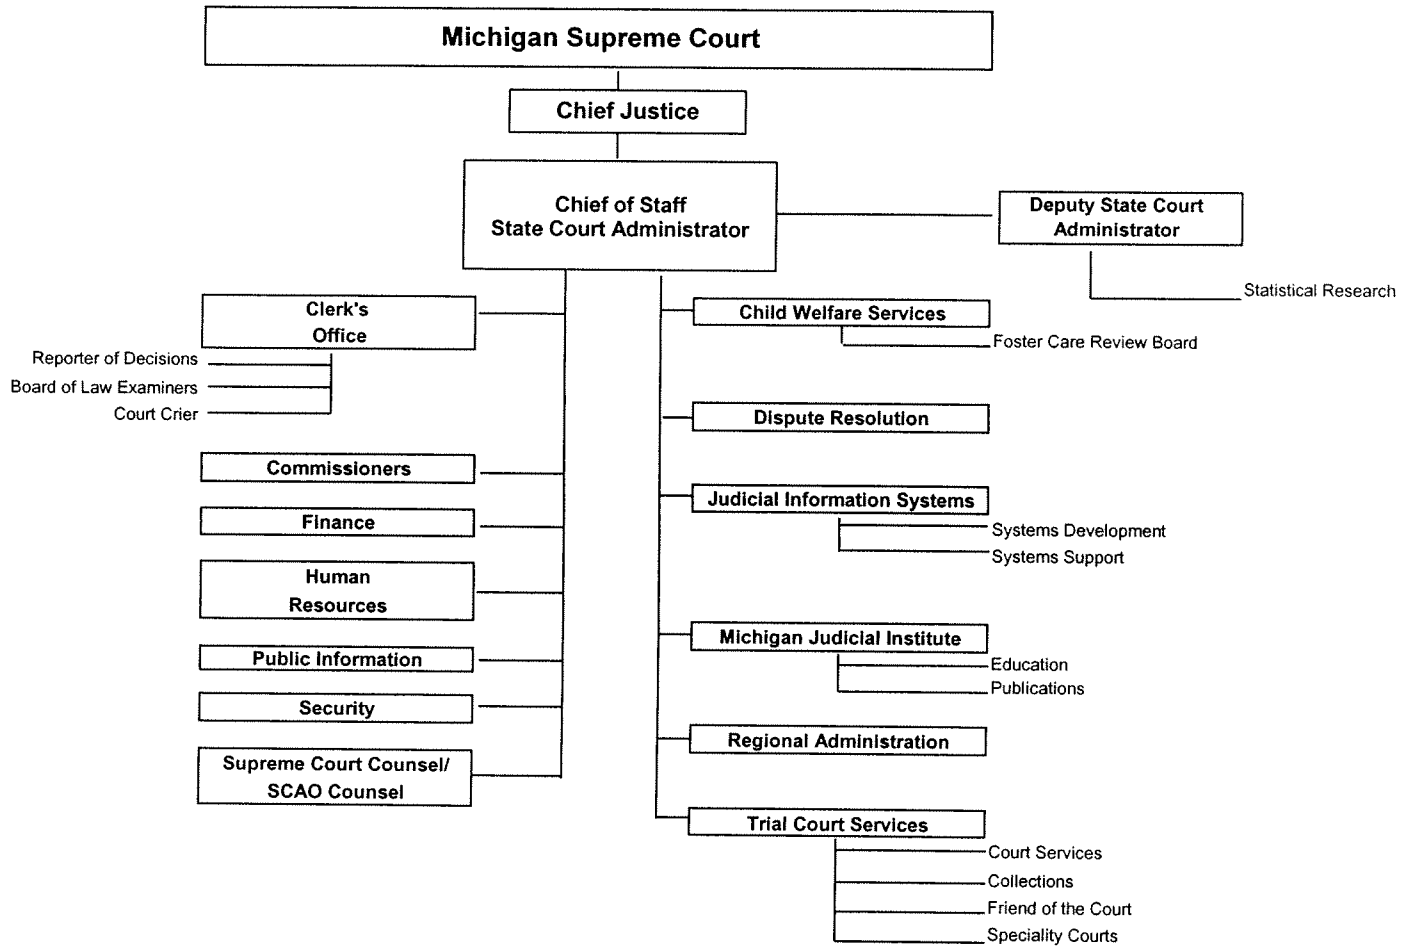 Michigan Supreme Court
Chief Justice
Chief of Staff
State Court Administrator
Deputy State Court
Administrator
Statistical Research
Clerk's
Office
Reporter of Decisions
Board of Law Examiners
Court Crier
Commissioners
Finance
Human
Resources
Public Information
Security
Supreme Court Counsel/
SCAO Counsel
Child Welfare Services
Foster Care Review Board
Dispute Resolution
Judicial Information Systems
Systems Development
Systems Support
Michigan Judicial Institute
Education
Publications
Regional Administration
Trial Court Services
Court Services
Collections
Friend of the Court
Speciality Courts